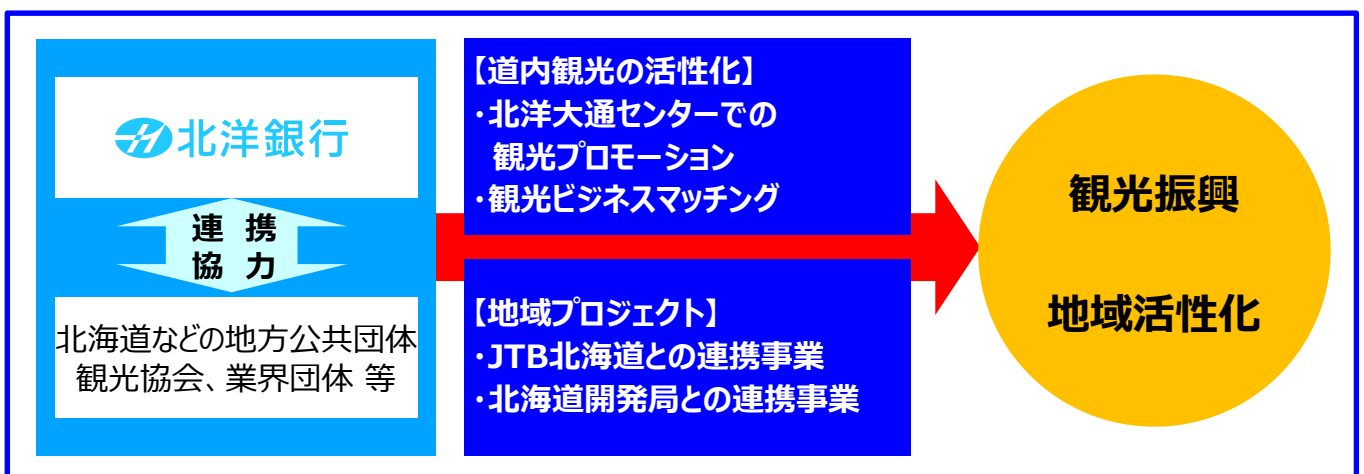 北洋銀行
連 携
協 力
北海道などの地方公共団体
観光協会、業界団体 等
【道内観光の活性化】
・北洋大通センターでの
観光プロモーション
・観光ビジネスマッチング
【地域プロジェクト】
・JTB北海道との連携事業
・北海道開発局との連携事業
観光振興
地域活性化